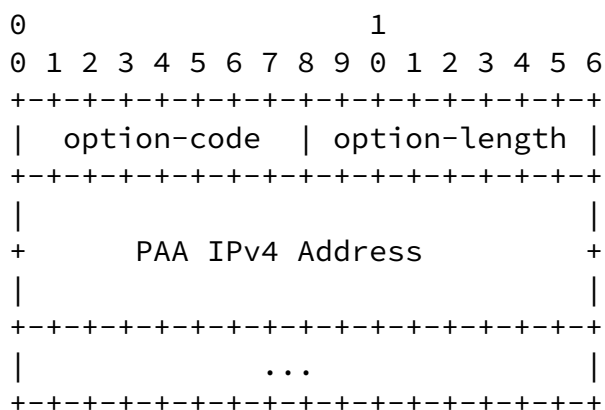 0                   1
0 1 2 3 4 5 6 7 8 9 0 1 2 3 4 5 6
+-+-+-+-+-+-+-+-+-+-+-+-+-+-+-+-+
|  option-code  | option-length |
+-+-+-+-+-+-+-+-+-+-+-+-+-+-+-+-+
|                               |
+      PAA IPv4 Address         +
|                               |
+-+-+-+-+-+-+-+-+-+-+-+-+-+-+-+-+
|             ...               |
+-+-+-+-+-+-+-+-+-+-+-+-+-+-+-+-+